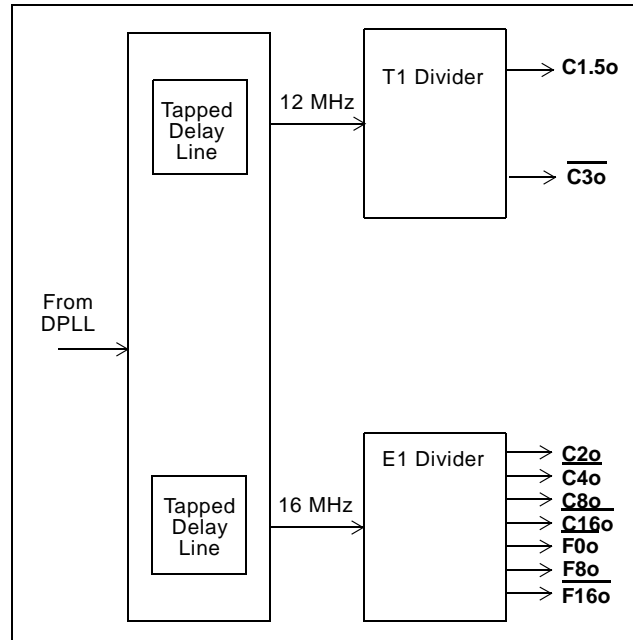 Tapped
Delay
Line
12 MHz
T1 Divider
C1.5o
C3o
From
DPLL
Tapped
Delay
Line
16 MHz
E1 Divider
C2o
C4o
C8o
C16o
F0o
F8o
F16o